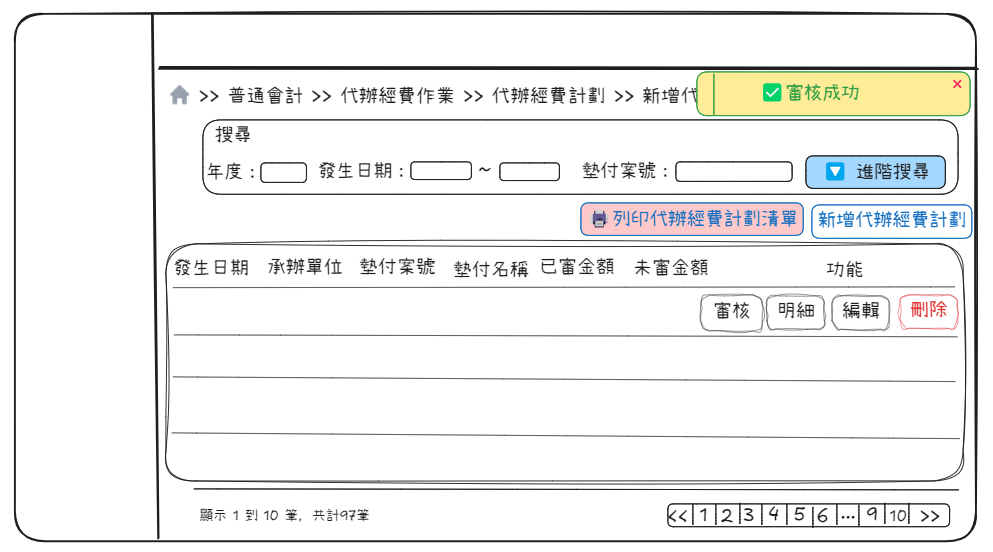 >> 普通會計 >> 代辦經費作業 >> 代辦經費計劃 >> 新增代
審核成功 ×
搜尋
年度：發生日期：~ 墊付案號：進階搜尋
列印代辦經費計劃清單 新增代辦經費計劃
發生日期 承辦單位 墊付案號 墊付名稱 已審金額 未審金額 功能
審核 明細 編輯 刪除
顯示 1 到 10 筆, 共計97筆
<< 1 2 3 4 5 6 ... 9 10 >>